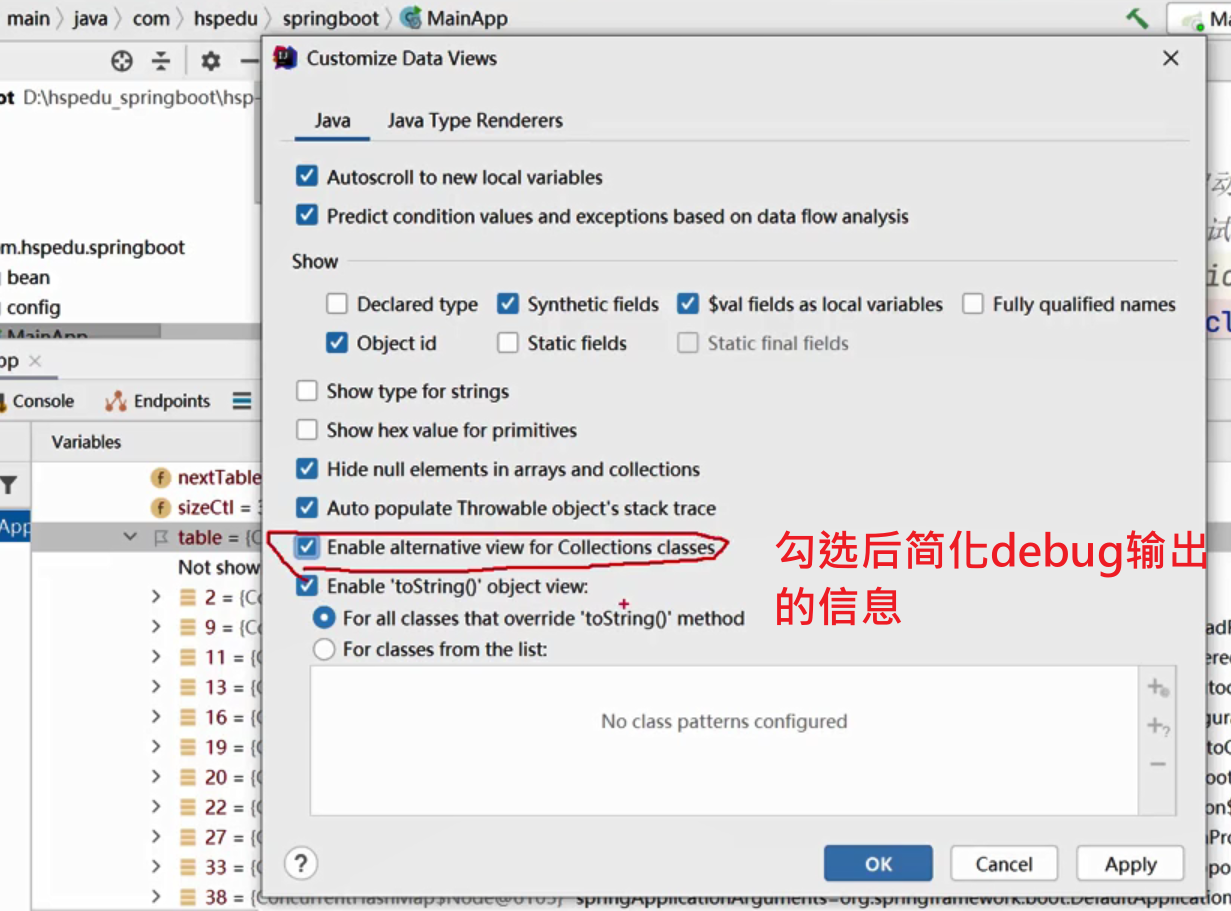 main > java > com > hspedu > springboot > MainApp
Customize Data Views
D:\hspedu_springboot\hsp-
Java Java Type Renderers
Autoscroll to new local variables
Predict condition values and exceptions based on data flow analysis
m.hspedu.springboot
Show
bean
Declared type Synthetic fields $val fields as local variables Fully qualified names
config
MainApp
Object id Static fields Static final fields
Console Endpoints
Show type for strings
Show hex value for primitives
Variables
Hide null elements in arrays and collections
nextTable
Auto populate Throwable object's stack trace
sizeCtl =
table = {C
Enable alternative view for Collections classes
勾选后简化debug输出
的信息
Not show
Enable 'toString()' object view:
2 = {Co
For all classes that override 'toString()' method
9 = {Co
For classes from the list:
11 = {C
13 = {C
16 = {C
No class patterns configured
19 = {C
20 = {C
22 = {C
27 = {C
33 = {C
OK Cancel Apply
38 = {ConcurrentHashMap$Node@6103} springApplicationArguments=org.springframework.boot.DefaultApplication